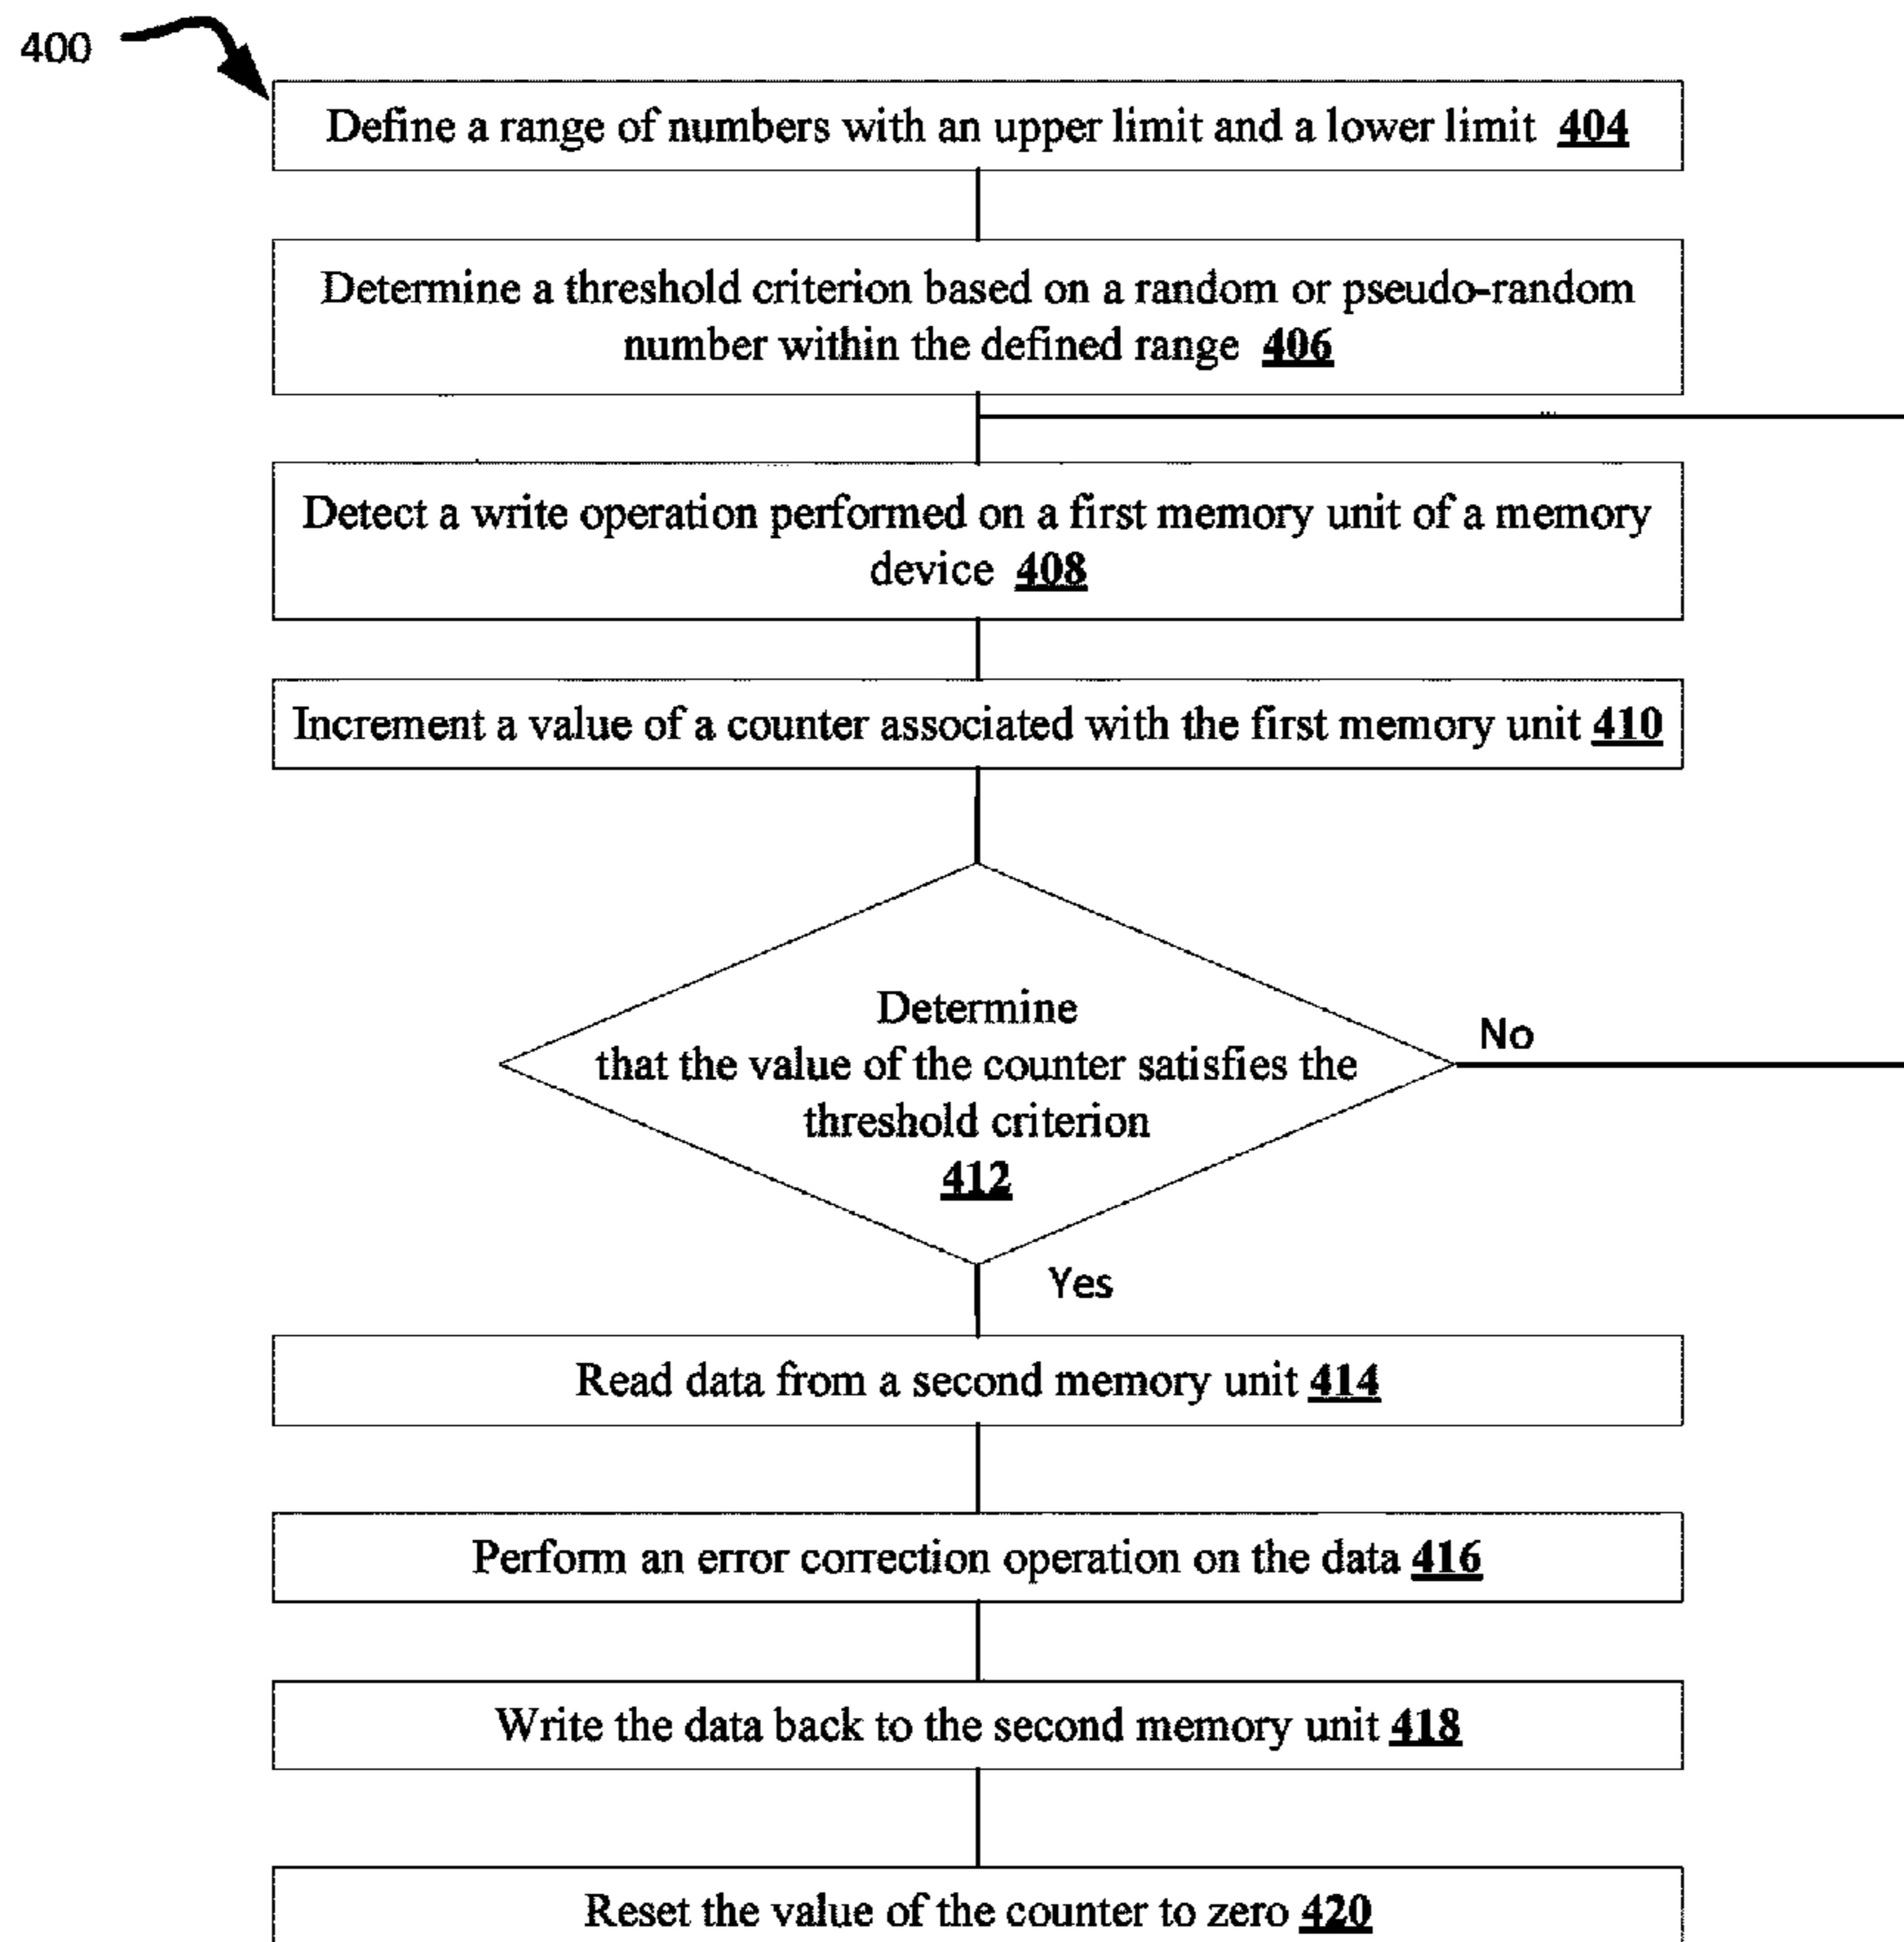 400
Define a range of numbers with an upper limit and a lower limit 404
Determine a threshold criterion based on a random or pseudo-random
number within the defined range 406
Detect a write operation performed on a first memory unit of a memory
device 408
Increment a value of a counter associated with the first memory unit 410
Determine
that the value of the counter satisfies the
threshold criterion
412
No
Yes
Read data from a second memory unit 414
Perform an error correction operation on the data 416
Write the data back to the second memory unit 418
Reset the value of the counter to zero 420